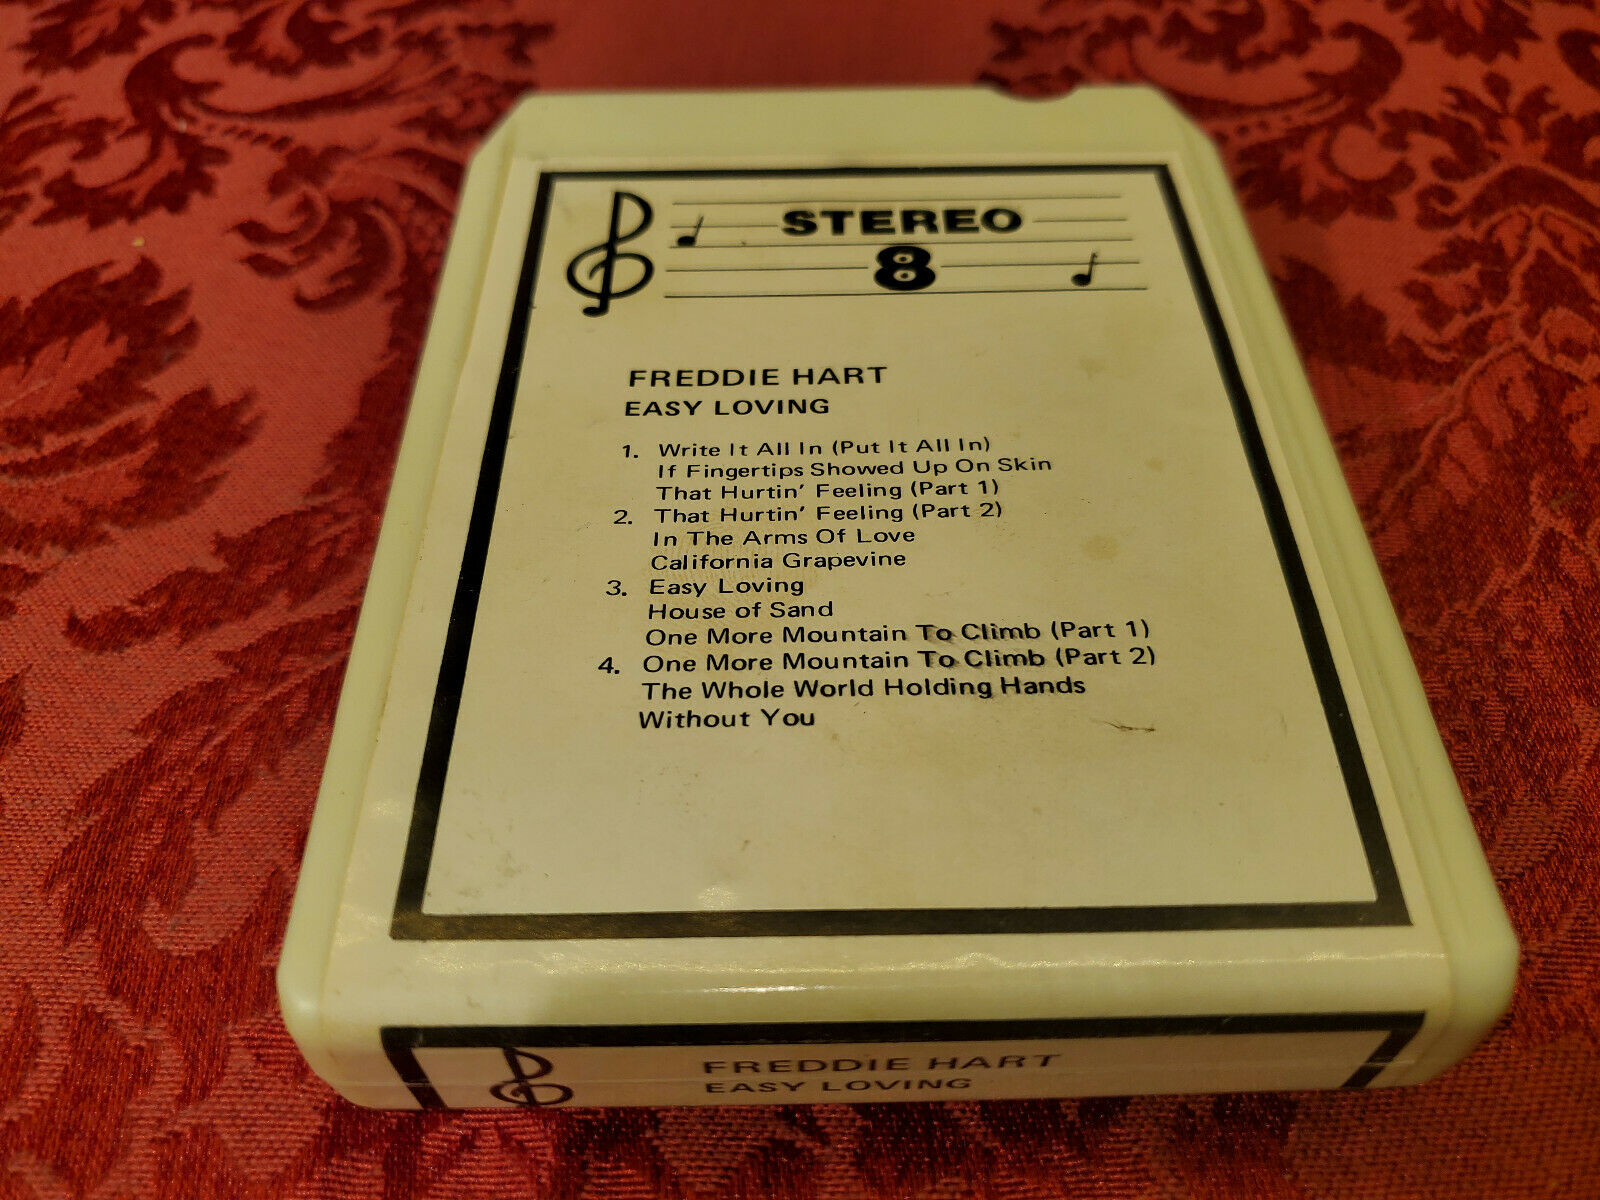 STEREO
8
FREDDIE HART
EASY LOVING
1. Write It All In (Put It All In)
If Fingertips Showed Up On Skin
That Hurtin' Feeling (Part 1)
2. That Hurtin' Feeling (Part 2)
In The Arms Of Love
California Grapevine
3. Easy Loving
House of Sand
One More Mountain To Climb (Part 1)
4. One More Mountain To Climb (Part 2)
The Whole World Holding Hands
Without You
FREDDIE HART
EASY LOVING